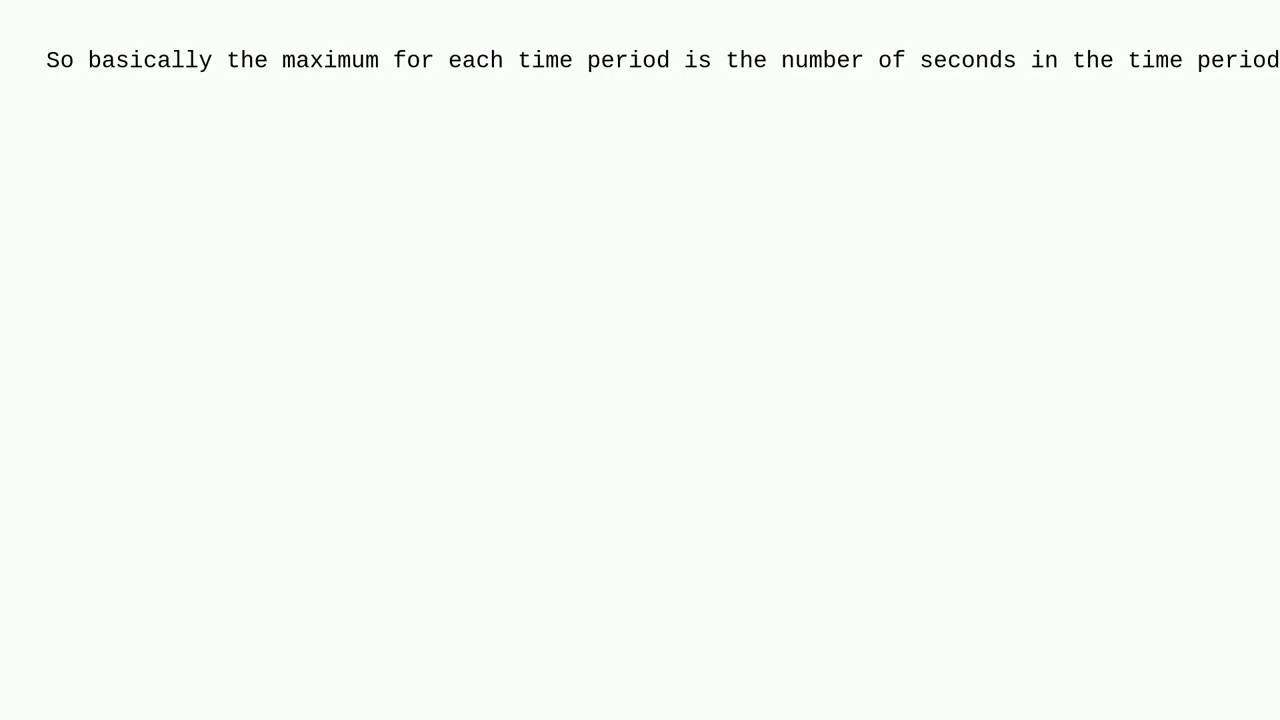 So basically the maximum for each time period is the number of seconds in the time period